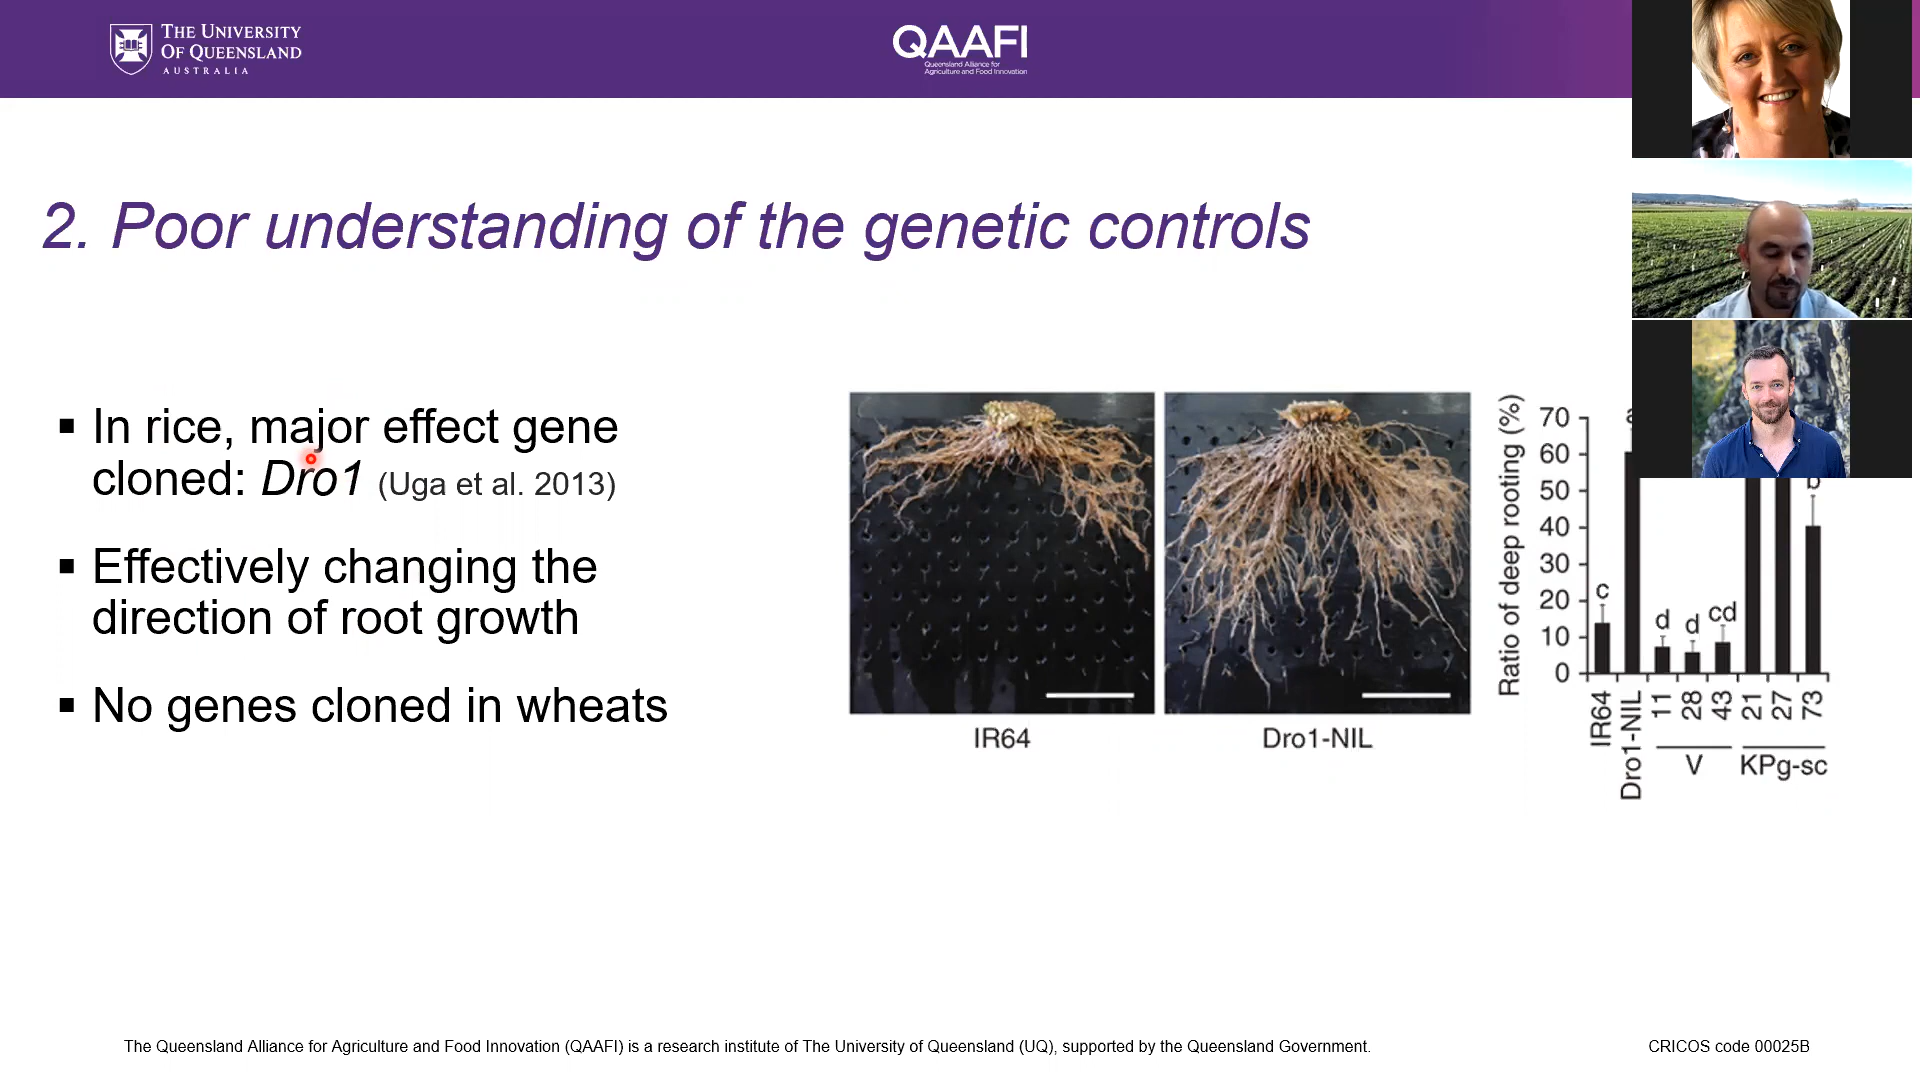 THE UNIVERSITY
OF QUEENSLAND
AUSTRALIA
QAAFI
Queensland Alliance for
Agriculture and Food Innovation
2. Poor understanding of the genetic controls
▪ In rice, major effect gene
cloned: Dro1 (Uga et al. 2013)
▪ Effectively changing the
direction of root growth
▪ No genes cloned in wheats
IR64
Dro1-NIL
Ratio of deep rooting (%)
70
60
50
40
30
20
10
0
c
d
d
cd
b
IR64
Dro1-NIL
11
28
43
21
27
73
V
KPg-sc
The Queensland Alliance for Agriculture and Food Innovation (QAAFI) is a research institute of The University of Queensland (UQ), supported by the Queensland Government.
CRICOS code 00025B